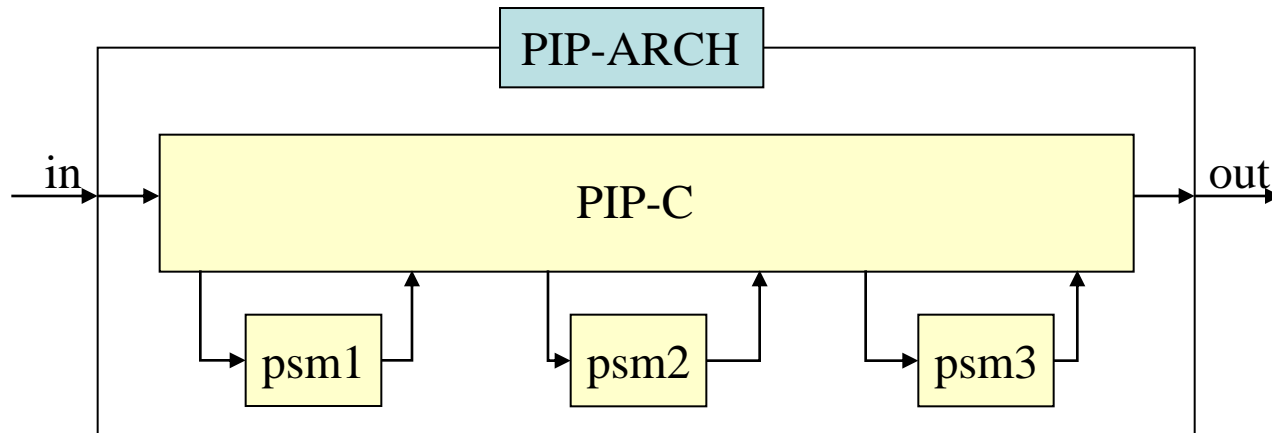 PIP-ARCH
in
PIP-C
out
psm1
psm2
psm3